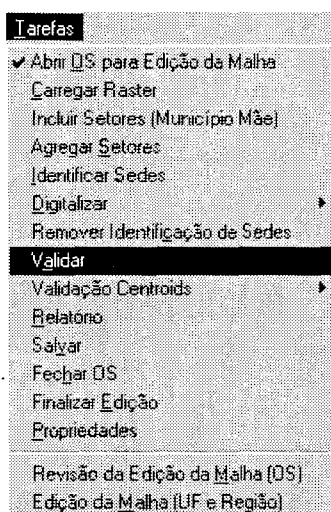 Tarefas
Abrir OS para Edição da Malha
Carregar Raster
Incluir Setores (Município Mãe)
Agregar Setores
Identificar Sedes
Digitalizar
Remover Identificação de Sedes
Validar
Validação Centroids
Relatório
Salvar
Fechar OS
Finalizar Edição
Propriedades
Revisão da Edição da Malha (OS)
Edição da Malha (UF e Região)